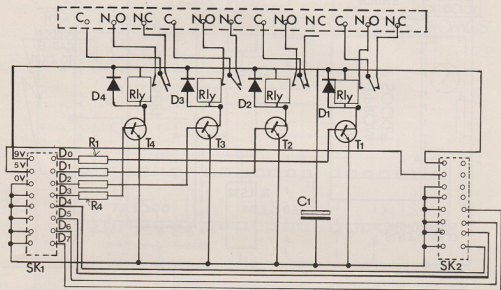 C N.O N.C C N.O N.C C N.O N.C C N.O N.C
D4 Rly D3 Rly D2 Rly D1 Rly
T4 T3 T2 T1
R1
9V D0
5V D1
0V D2
D3
D4 R4
D5
D6
D7
C1
SK1 SK2